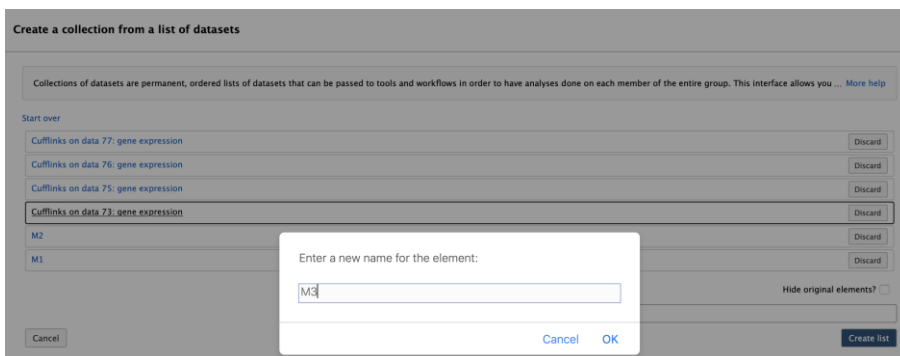 Create a collection from a list of datasets
Collections of datasets are permanent, ordered lists of datasets that can be passed to tools and workflows in order to have analyses done on each member of the entire group. This interface allows you ... More help
Start over
Cufflinks on data 77: gene expression Discard
Cufflinks on data 76: gene expression Discard
Cufflinks on data 75: gene expression Discard
Cufflinks on data 73: gene expression Discard
M2 Discard
M1 Discard
Enter a new name for the element:
M3
Hide original elements?
Cancel OK
Cancel Create list